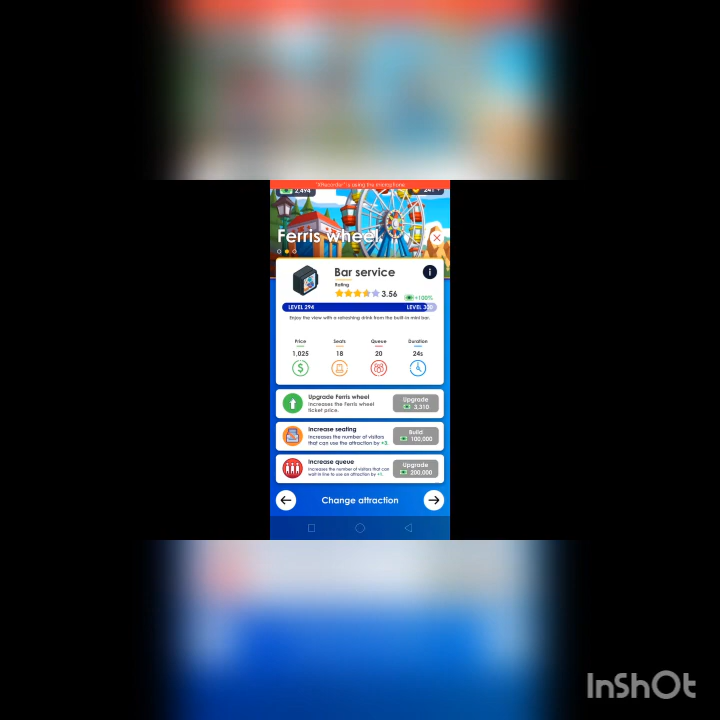 "XRecorder" is using the microphone.
2,494
Ferris wheel
Bar service
Rating
3.56
+100%
LEVEL 294
LEVEL 300
Enjoy the view with a refreshing drink from the built-in mini bar.
Price
Seats
Queue
Duration
1,025
18
20
24s
Upgrade Ferris wheel
Increases the Ferris wheel
ticket price.
Upgrade
3,310
Increase seating
Increases the number of visitors
that can use the attraction by +3.
Build
100,000
Increase queue
Increases the number of visitors that can
wait in line to use an attraction by +1.
Upgrade
200,000
Change attraction
InShOt